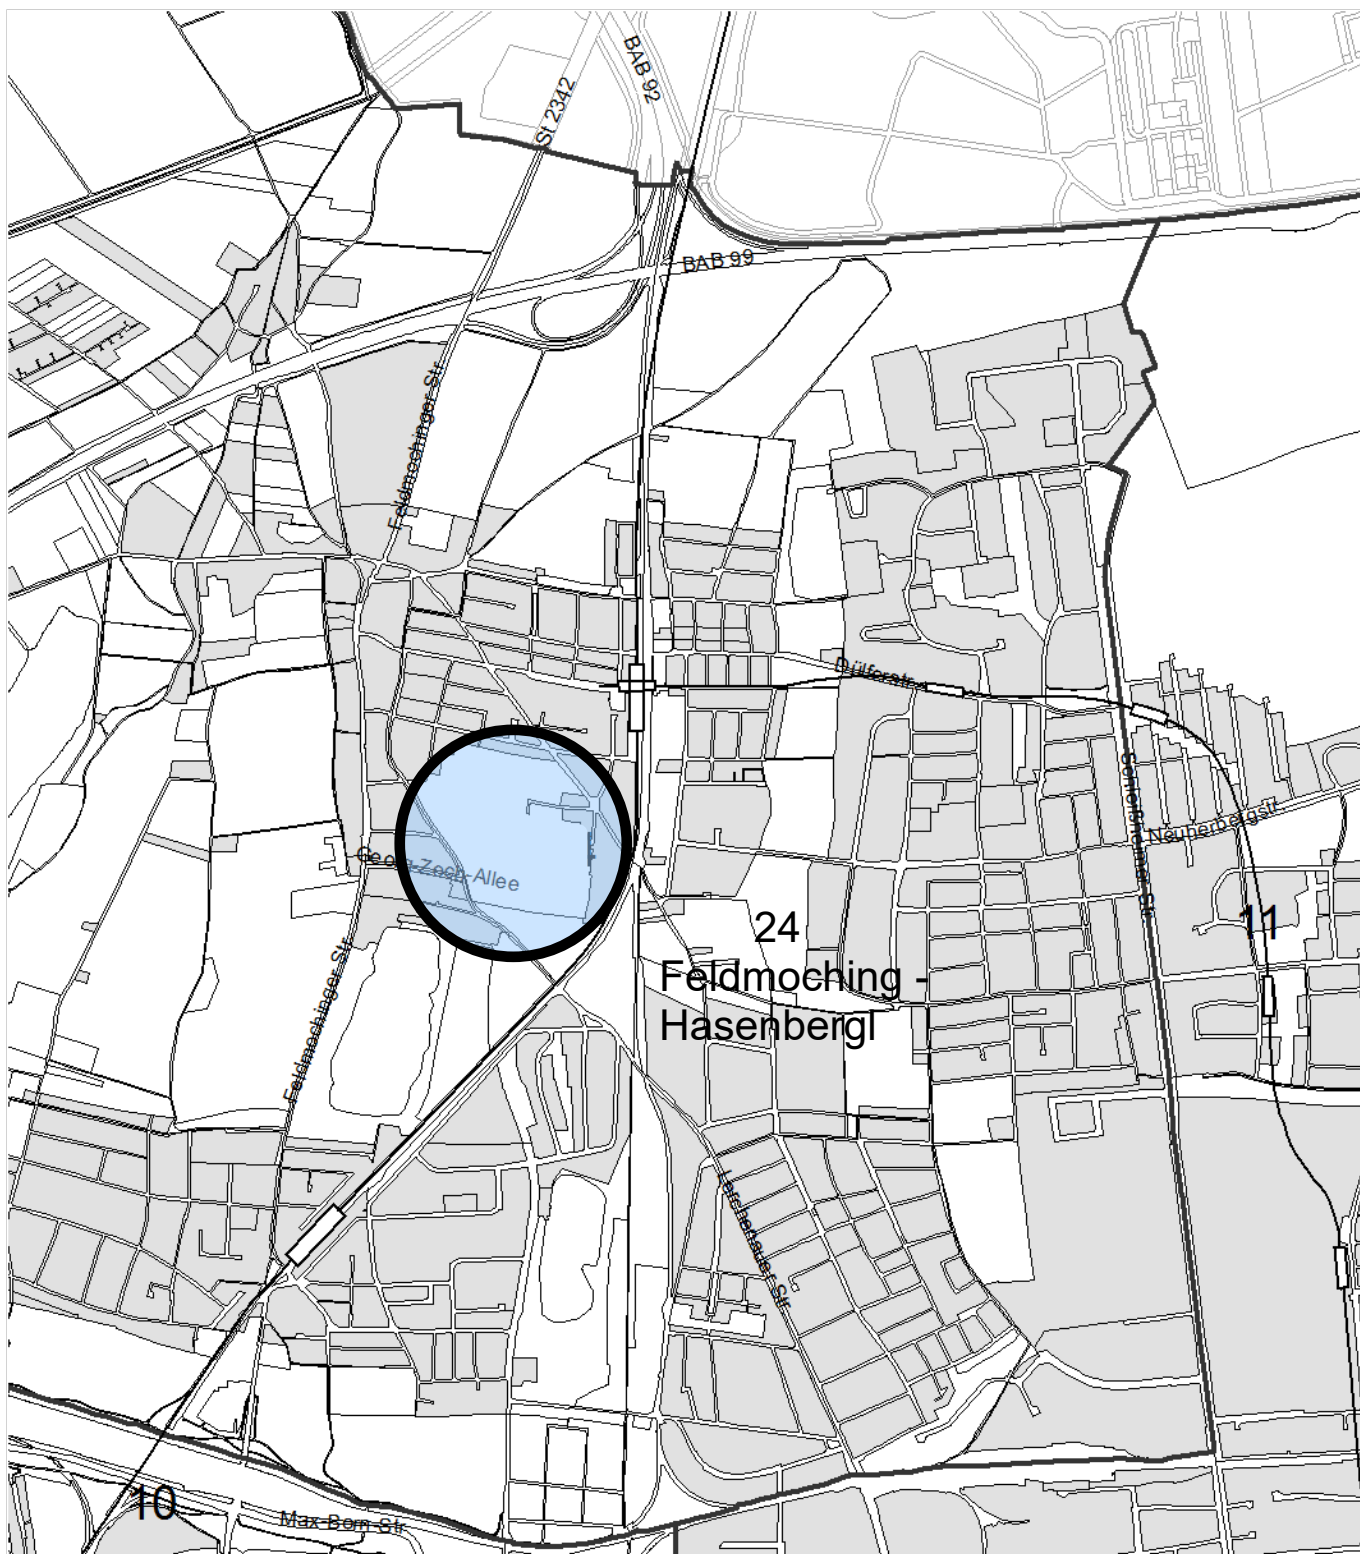 BAB 92
St 2342
BAB 99
Feldmochinger Str.
Dülferstr.
Schleißheimer Str.
Neuherbergstr.
Georg-Zech-Allee
24
11
Feldmoching -
Hasenbergl
Feldmochinger Str.
Lerchenauer Str.
10
Max-Born-Str.